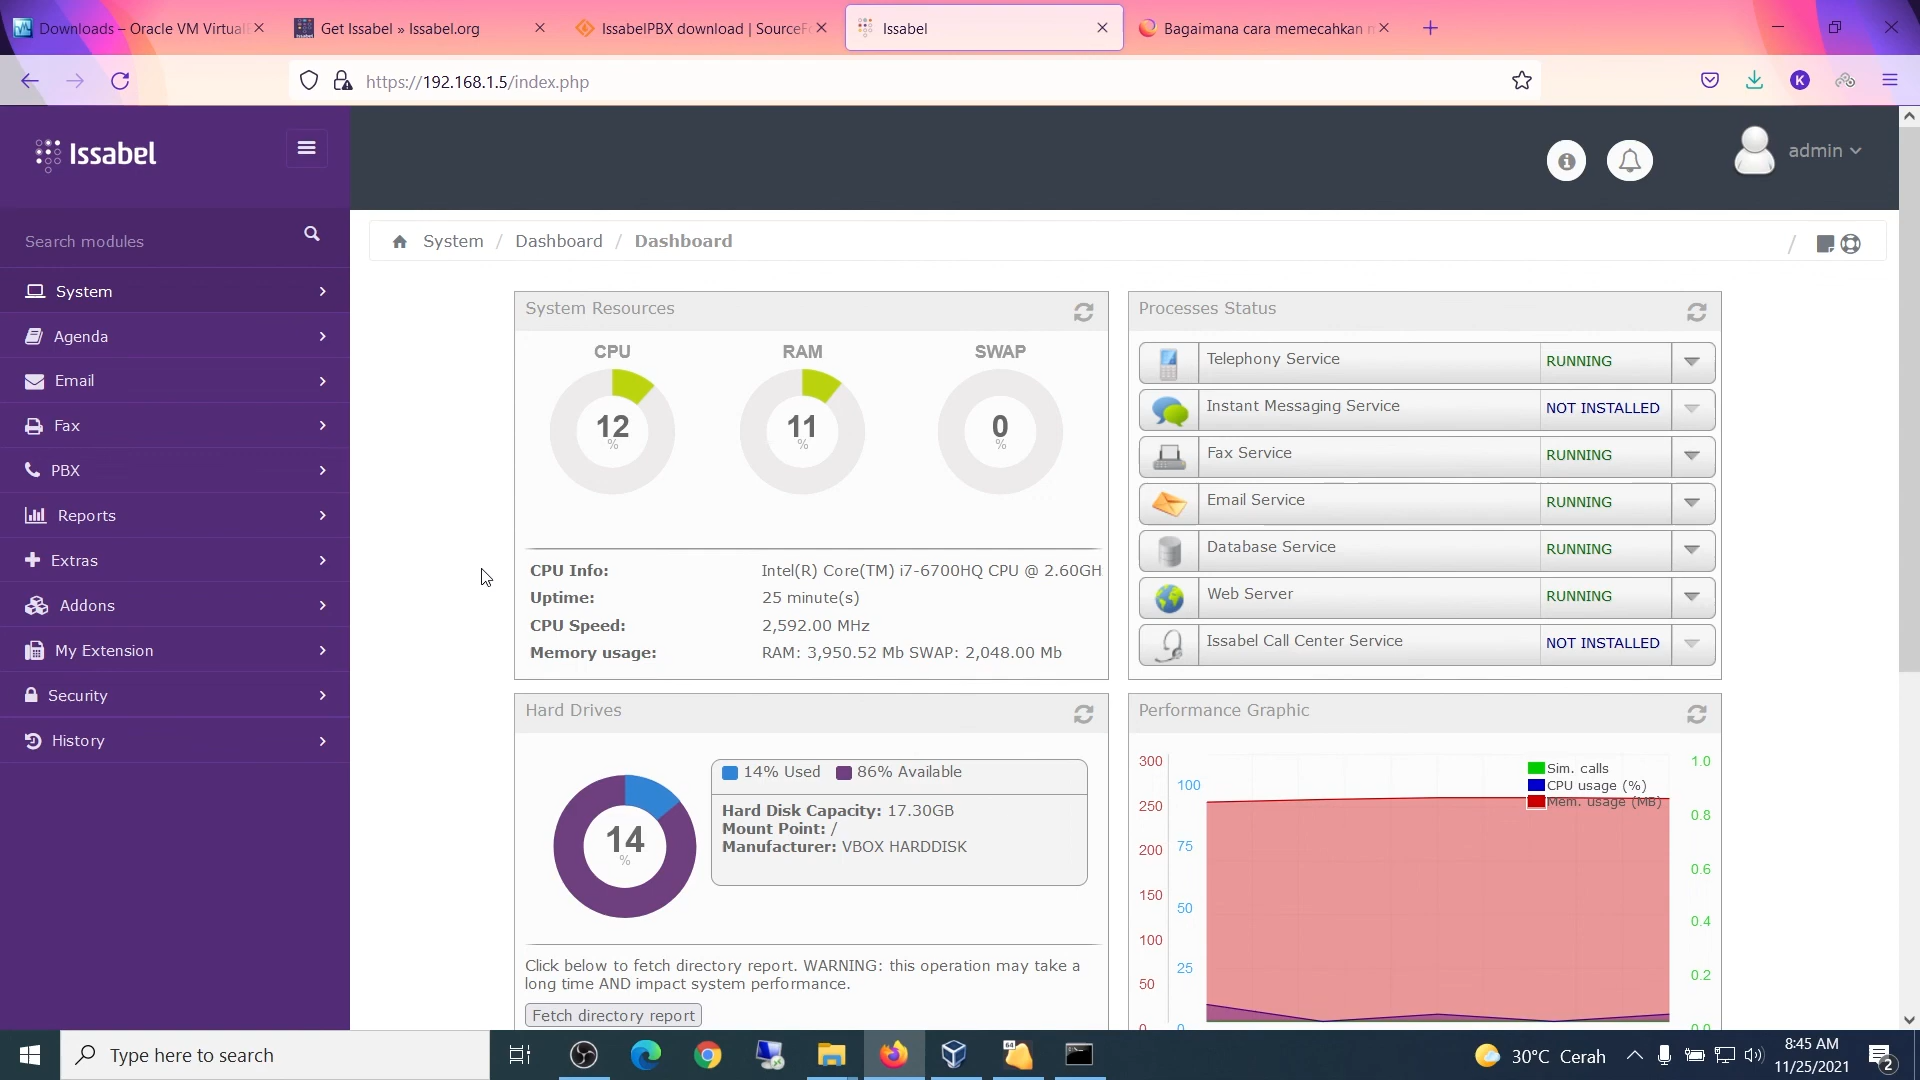 Downloads – Oracle VM Virtual
Get Issabel » Issabel.org
IssabelPBX download | SourceFo
Issabel
Bagaimana cara memecahkan m
https://192.168.1.5/index.php
K
Issabel
admin
Search modules
System / Dashboard / Dashboard
/
System
Agenda
Email
Fax
PBX
Reports
Extras
Addons
My Extension
Security
History
System Resources
CPU
RAM
SWAP
12
%
11
%
0
%
CPU Info: Intel(R) Core(TM) i7-6700HQ CPU @ 2.60GH
Uptime: 25 minute(s)
CPU Speed: 2,592.00 MHz
Memory usage: RAM: 3,950.52 Mb SWAP: 2,048.00 Mb
Processes Status
Telephony Service RUNNING
Instant Messaging Service NOT INSTALLED
Fax Service RUNNING
Email Service RUNNING
Database Service RUNNING
Web Server RUNNING
Issabel Call Center Service NOT INSTALLED
Hard Drives
14% Used 86% Available
Hard Disk Capacity: 17.30GB
Mount Point: /
Manufacturer: VBOX HARDDISK
14
%
Click below to fetch directory report. WARNING: this operation may take a
long time AND impact system performance.
Fetch directory report
Performance Graphic
300
250
200
150
100
50
0
100
75
50
25
0
Sim. calls
CPU usage (%)
Mem. usage (MB)
1.0
0.8
0.6
0.4
0.2
0.0
Type here to search
64
30°C Cerah
8:45 AM
11/25/2021
2